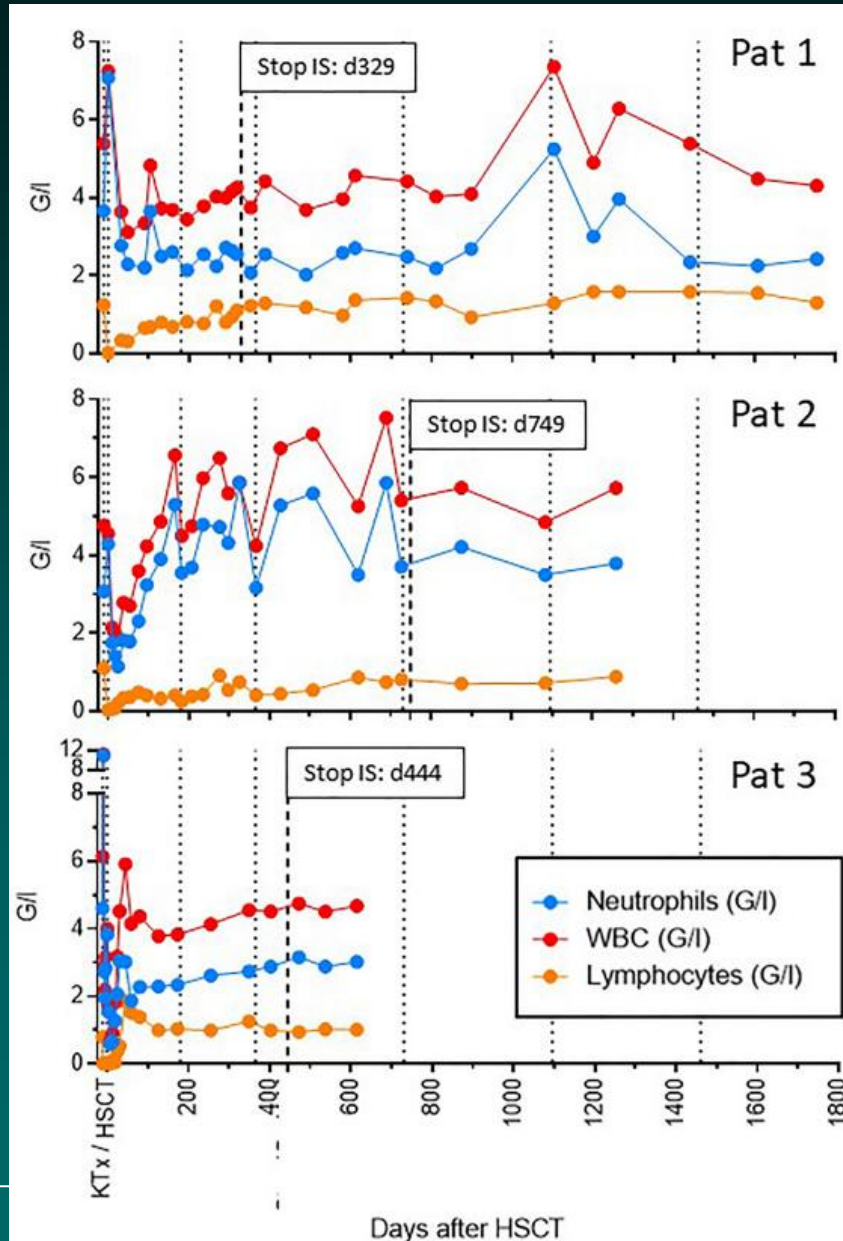 Pat 1
Stop IS: d329
8
6
4
2
0
G/l
Pat 2
Stop IS: d749
8
6
4
2
0
G/l
Pat 3
Stop IS: d444
12
8
8
6
4
2
0
G/l
Neutrophils (G/l)
WBC (G/l)
Lymphocytes (G/l)
KTx / HSCT
200
400
600
800
1000
1200
1400
1600
1800
Days after HSCT